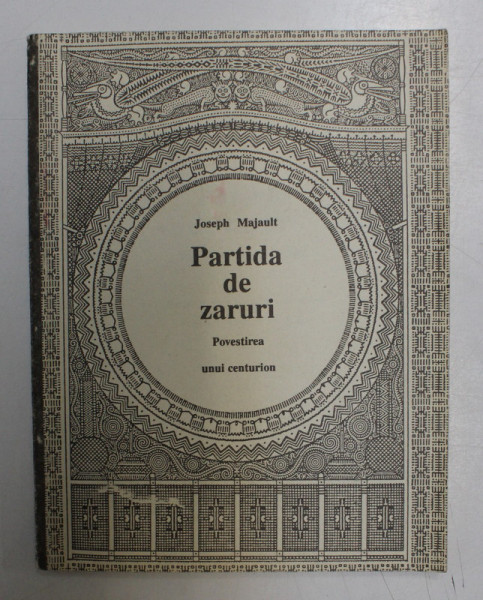 Joseph Majault
Partida
de
zaruri
Povestirea
unui centurion